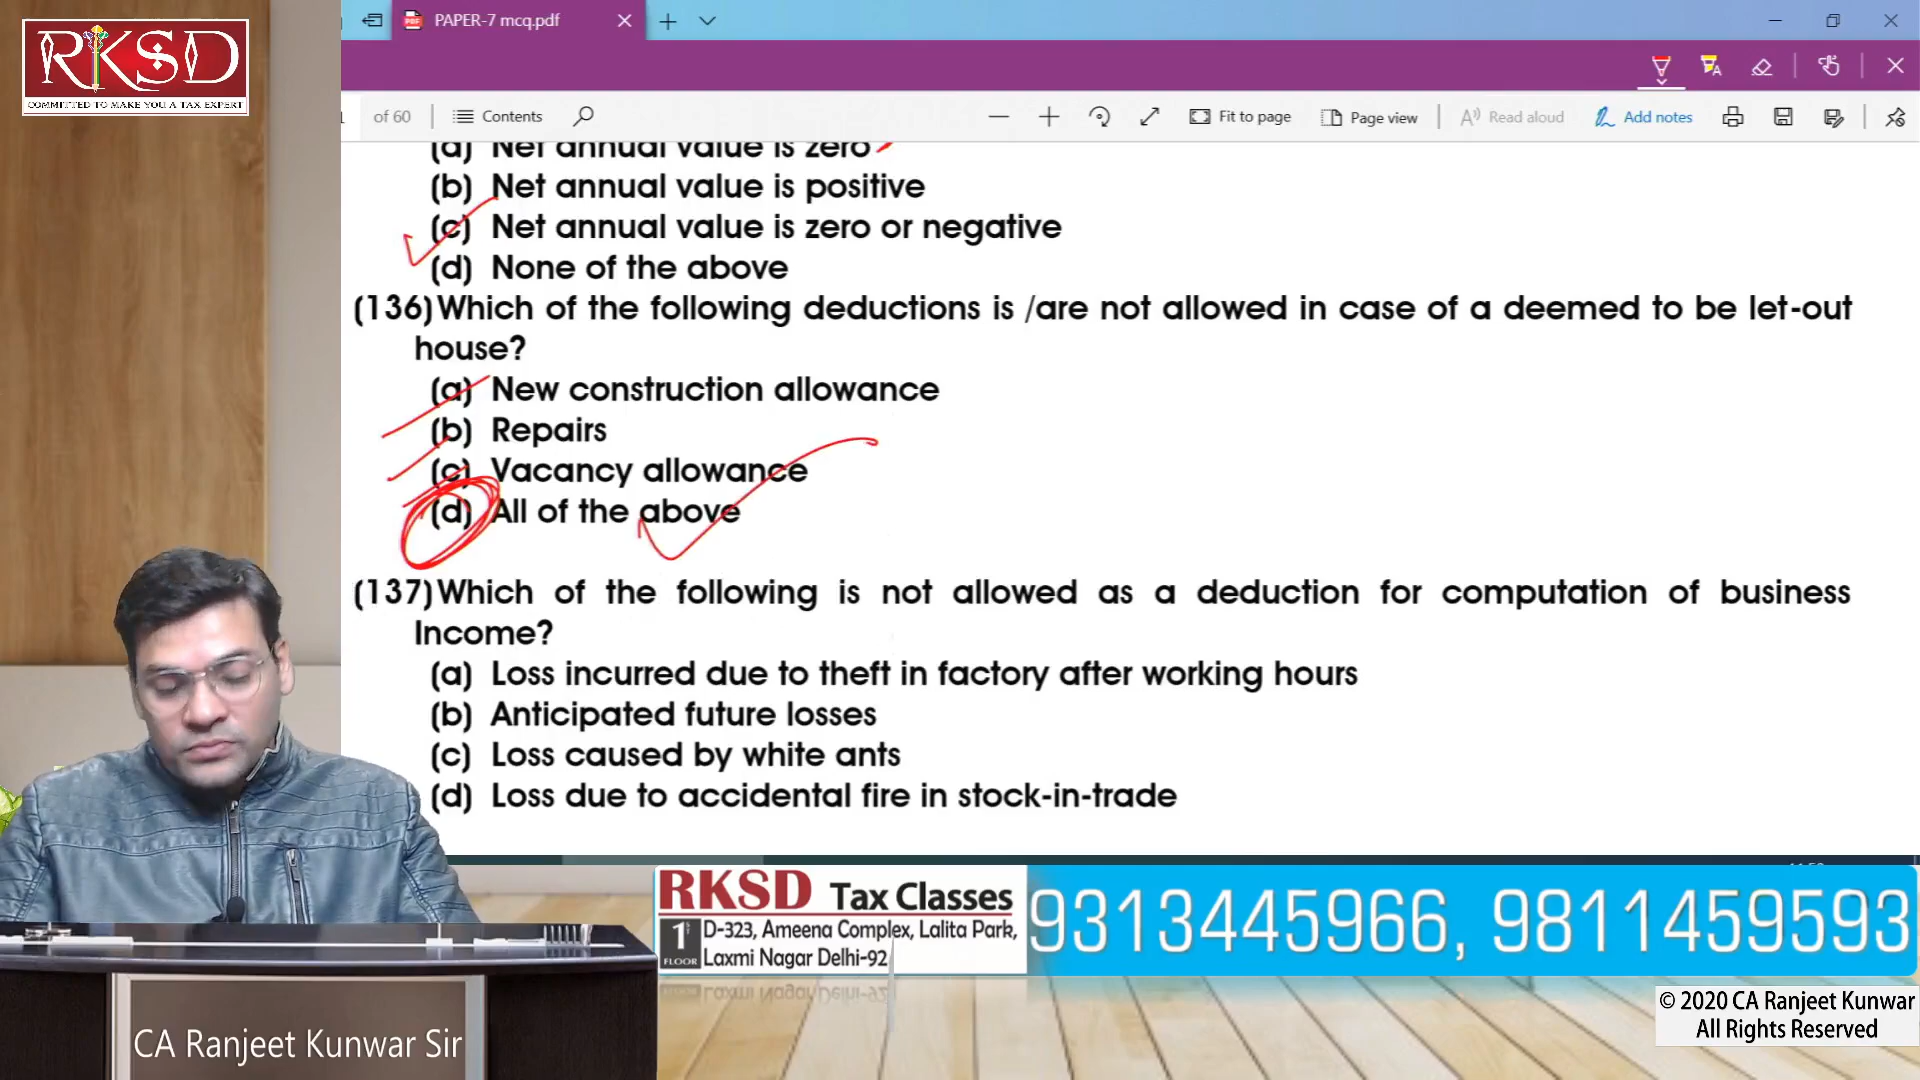 RKSD
COMMITTED TO MAKE YOU A TAX EXPERT
PAPER-7 mcq.pdf
of 60
Contents
Fit to page
Page view
Read aloud
Add notes
(a) Net annual value is zero
(b) Net annual value is positive
(c) Net annual value is zero or negative
(d) None of the above
(136) Which of the following deductions is /are not allowed in case of a deemed to be let-out
house?
(a) New construction allowance
(b) Repairs
(c) Vacancy allowance
(d) All of the above
(137) Which of the following is not allowed as a deduction for computation of business
Income?
(a) Loss incurred due to theft in factory after working hours
(b) Anticipated future losses
(c) Loss caused by white ants
(d) Loss due to accidental fire in stock-in-trade
RKSD Tax Classes
1ST FLOOR
D-323, Ameena Complex, Lalita Park,
Laxmi Nagar Delhi-92
9313445966, 9811459593
CA Ranjeet Kunwar Sir
© 2020 CA Ranjeet Kunwar
All Rights Reserved